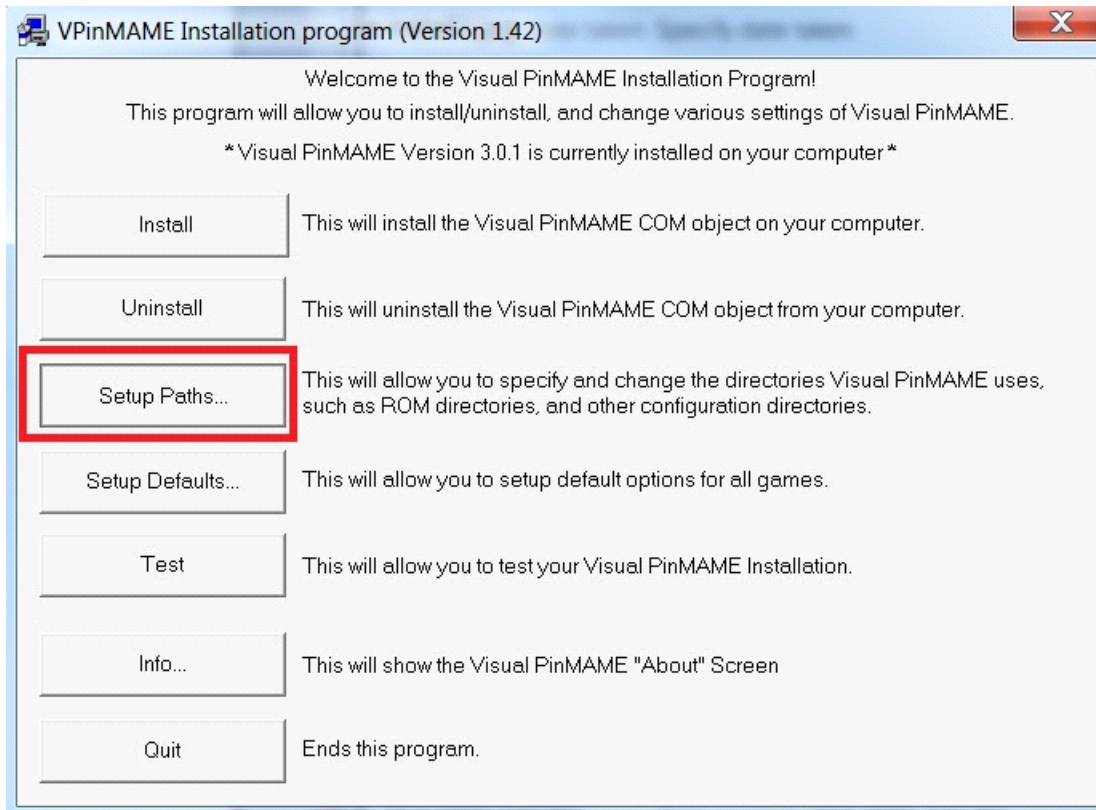 VPinMAME Installation program (Version 1.42)
Welcome to the Visual PinMAME Installation Program!
This program will allow you to install/uninstall, and change various settings of Visual PinMAME.
*Visual PinMAME Version 3.0.1 is currently installed on your computer*
Install
This will install the Visual PinMAME COM object on your computer.
Uninstall
This will uninstall the Visual PinMAME COM object from your computer.
Setup Paths...
This will allow you to specify and change the directories Visual PinMAME uses,
such as ROM directories, and other configuration directories.
Setup Defaults...
This will allow you to setup default options for all games.
Test
This will allow you to test your Visual PinMAME Installation.
Info...
This will show the Visual PinMAME "About" Screen
Quit
Ends this program.